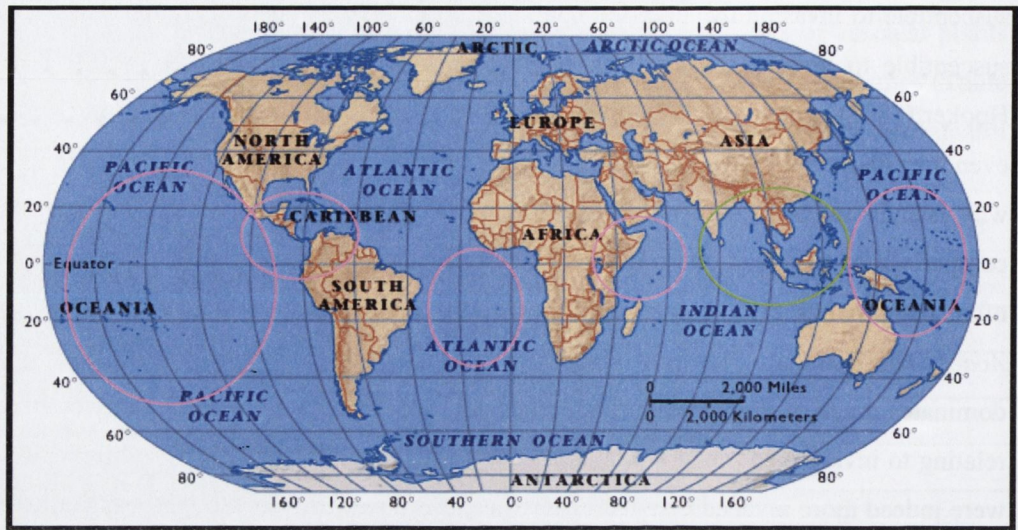 180° 140° 100° 60° 20° 20° 60° 100° 140° 180°
80° ARCTIC ARCTIC OCEAN 80°
60° 60°
EUROPE
NORTH AMERICA
ASIA
40° 40°
PACIFIC OCEAN
ATLANTIC OCEAN
PACIFIC OCEAN
20° CARIBBEAN 20°
AFRICA
0° Equator 0°
SOUTH AMERICA
OCEANIA
OCEANIA
INDIAN OCEAN
20° 20°
ATLANTIC OCEAN
40° 40°
0 2,000 Miles
0 2,000 Kilometers
PACIFIC OCEAN
60° 60°
SOUTHERN OCEAN
80° ANTARCTICA 80°
160° 120° 80° 40° 0° 40° 80° 120° 160°